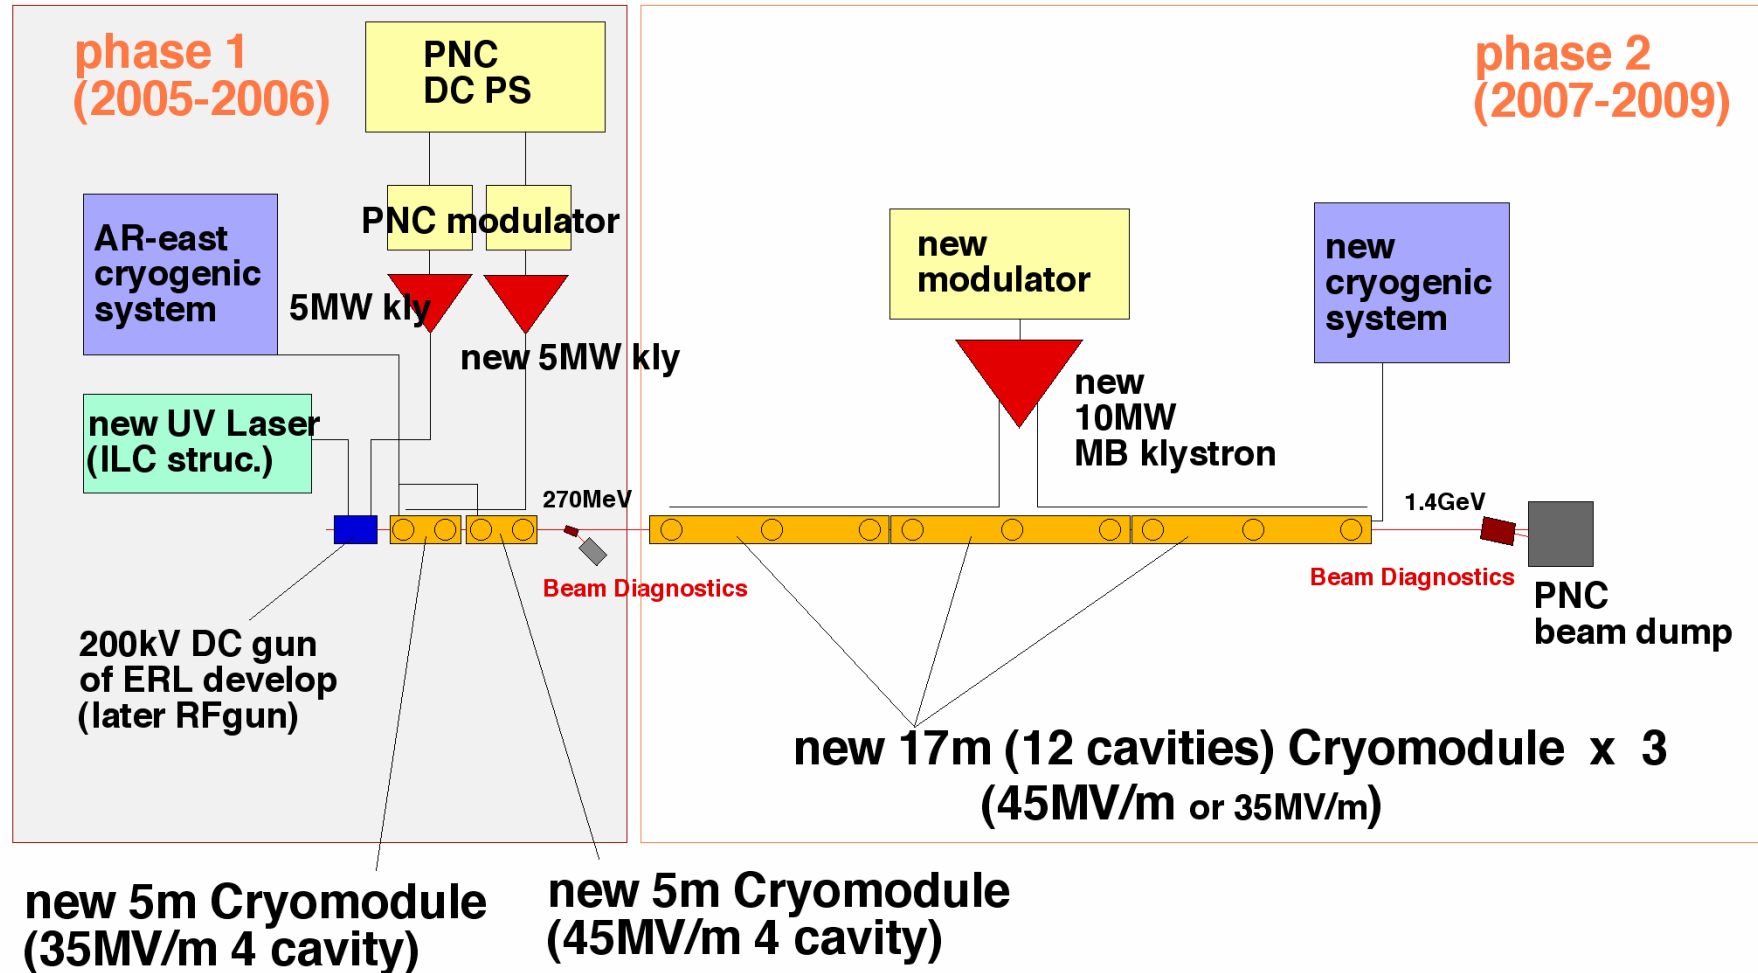 phase 1
(2005-2006)
PNC
DC PS
PNC modulator
AR-east
cryogenic
system
5MW kly
new 5MW kly
new UV Laser
(ILC struc.)
270MeV
Beam Diagnostics
200kV DC gun
of ERL develop
(later RFgun)
new 5m Cryomodule
(35MV/m 4 cavity)
new 5m Cryomodule
(45MV/m 4 cavity)
phase 2
(2007-2009)
new
modulator
new
cryogenic
system
new
10MW
MB klystron
1.4GeV
Beam Diagnostics
PNC
beam dump
new 17m (12 cavities) Cryomodule x 3
(45MV/m or 35MV/m)